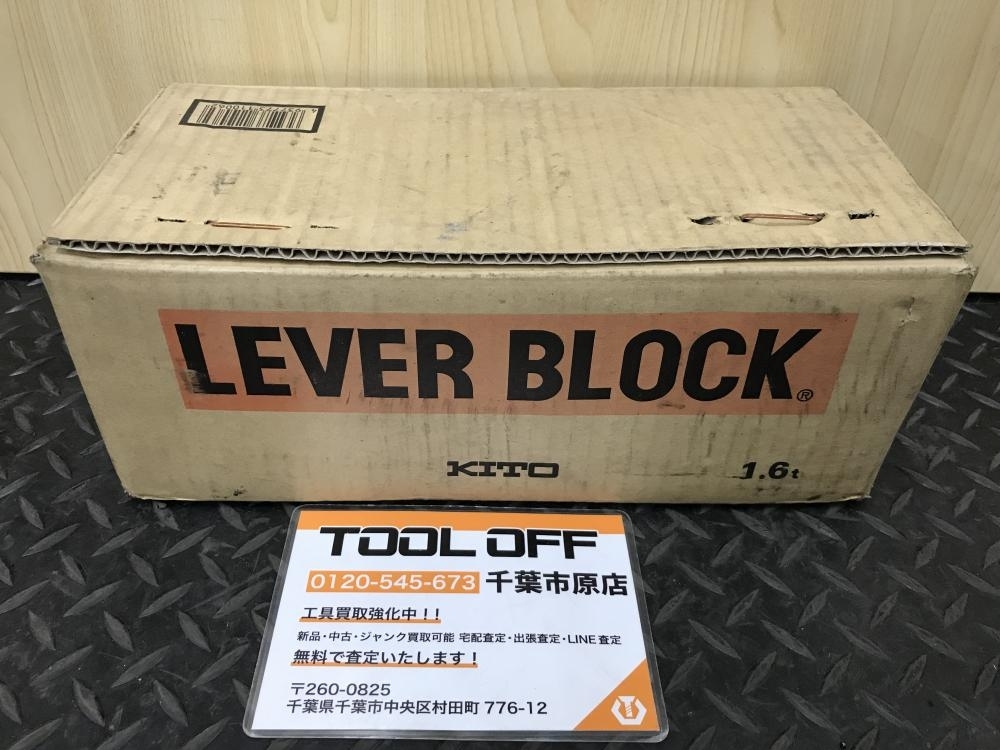 LEVER BLOCK®
KITO
1.6t
TOOL OFF
0120-545-673 千葉市原店
工具買取強化中！！
新品・中古・ジャンク買取可能 宅配査定・出張査定・LINE査定
無料で査定いたします！
〒260-0825
千葉県千葉市中央区村田町 776-12